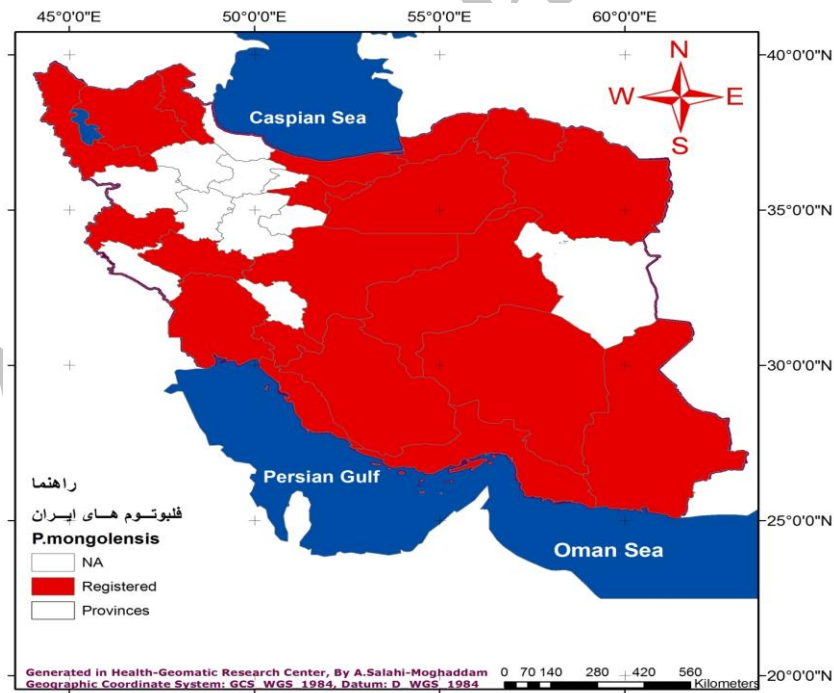 45°0'0"E 50°0'0"E 55°0'0"E 60°0'0"E
40°0'0"N
N
W E
S
Caspian Sea
35°0'0"N
30°0'0"N
Persian Gulf
راهنما
فلبوتوم های ایران
P.mongolensis
NA
Registered
Provinces
25°0'0"N
Oman Sea
Generated in Health-Geomatic Research Center, By A.Salahi-Moghaddam
Geographic Coordinate System: GCS_WGS_1984, Datum: D_WGS_1984
0 70 140 280 420 560
Kilometers
20°0'0"N